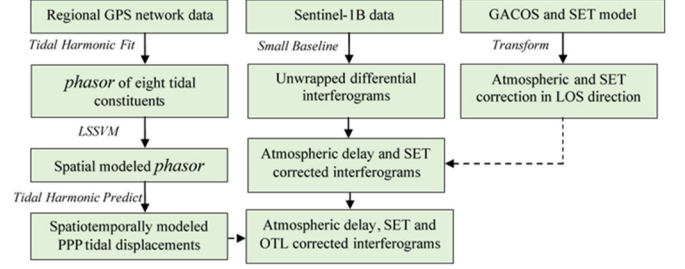 Regional GPS network data
Sentinel-1B data
GACOS and SET model
Tidal Harmonic Fit
Small Baseline
Transform
phasor of eight tidal
constituents
Unwrapped differential
interferograms
Atmospheric and SET
correction in LOS direction
LSSVM
Spatial modeled phasor
Atmospheric delay and SET
corrected interferograms
Tidal Harmonic Predict
Spatiotemporally modeled
PPP tidal displacements
Atmospheric delay, SET and
OTL corrected interferograms